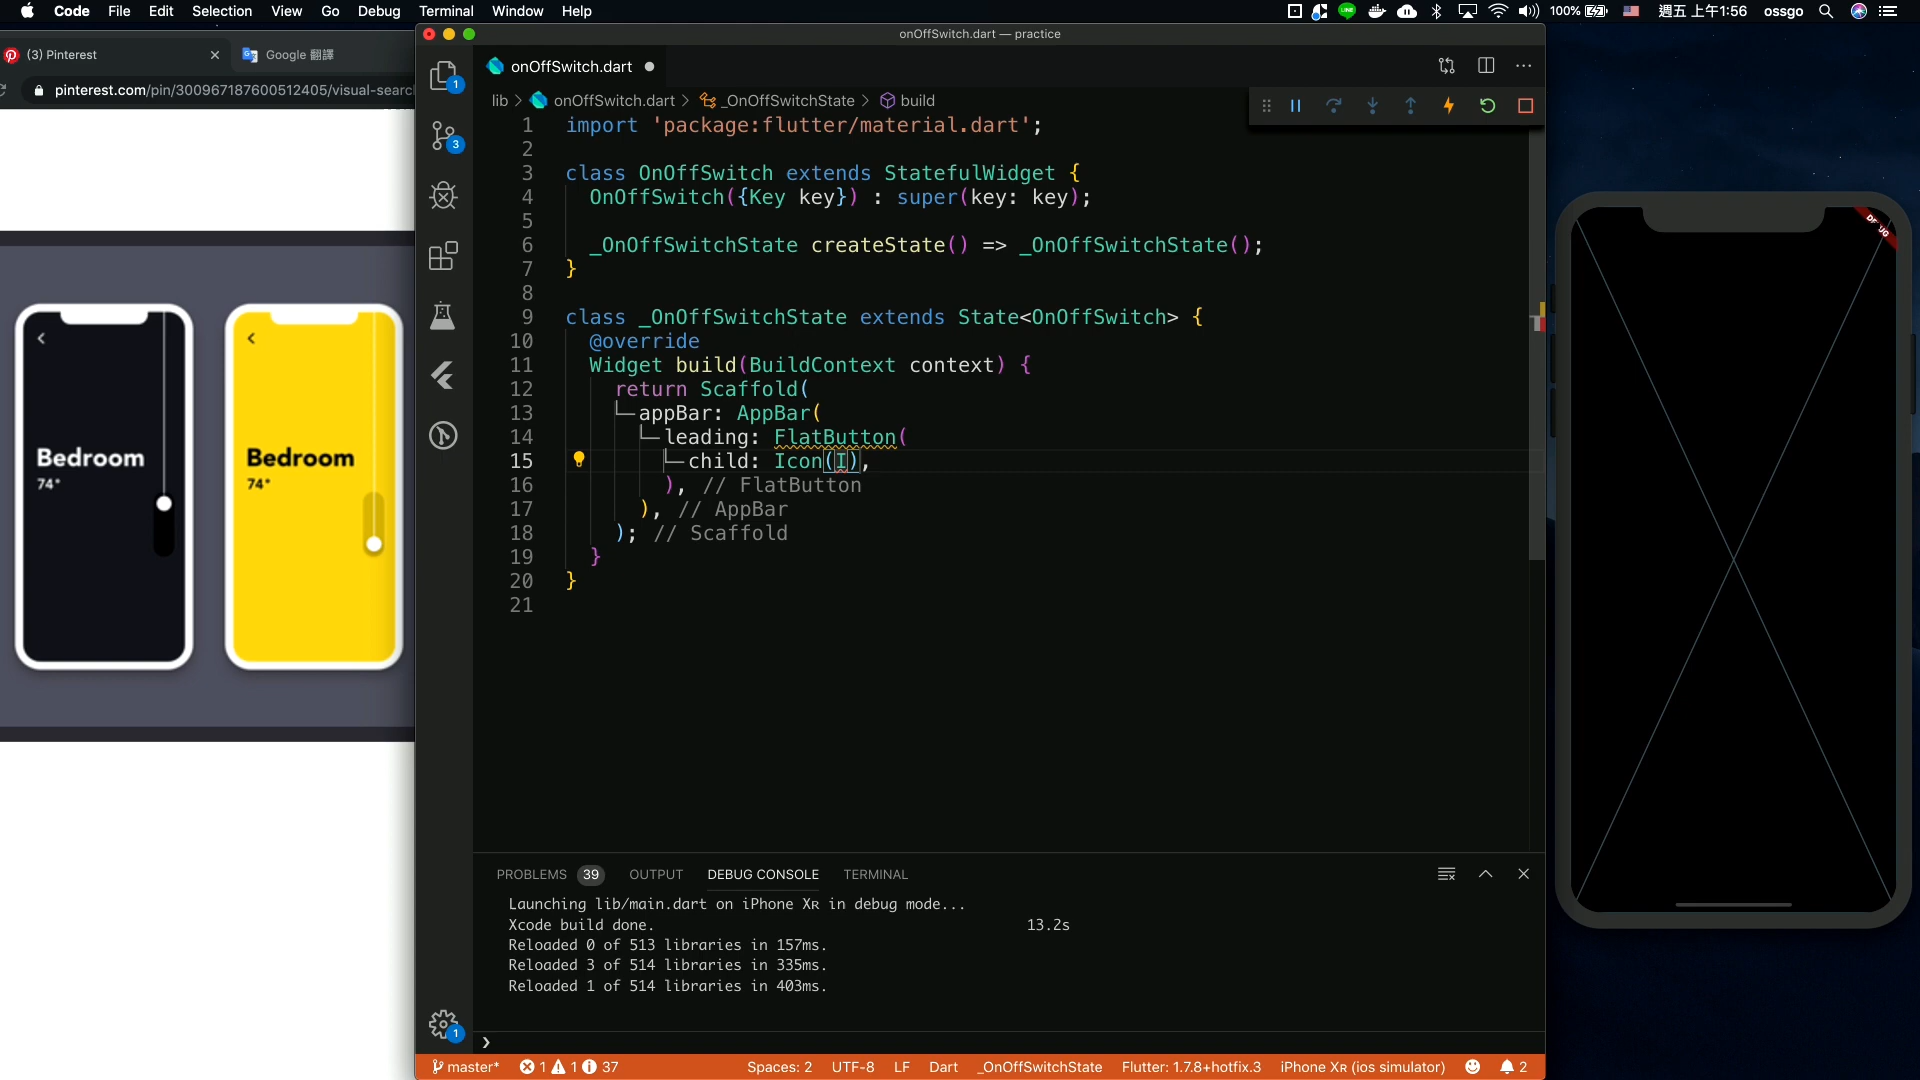 Code File Edit Selection View Go Debug Terminal Window Help
LINE 100% 週五 上午1:56 ossgo
(3) Pinterest
Google 翻譯
pinterest.com/pin/300967187600512405/visual-searc
onOffSwitch.dart — practice
onOffSwitch.dart
lib > onOffSwitch.dart > _OnOffSwitchState > build
1
3
1 import 'package:flutter/material.dart';
2
3 class OnOffSwitch extends StatefulWidget {
4 OnOffSwitch({Key key}) : super(key: key);
5
6 _OnOffSwitchState createState() => _OnOffSwitchState();
7 }
8
9 class _OnOffSwitchState extends State<OnOffSwitch> {
10 @override
11 Widget build(BuildContext context) {
12 return Scaffold(
13 appBar: AppBar(
14 leading: FlatButton(
15 child: Icon(I),
16 ), // FlatButton
17 ), // AppBar
18 ); // Scaffold
19 }
20 }
21
Bedroom
74°
Bedroom
74°
DEBUG
PROBLEMS 39 OUTPUT DEBUG CONSOLE TERMINAL
Launching lib/main.dart on iPhone Xʀ in debug mode...
Xcode build done. 13.2s
Reloaded 0 of 513 libraries in 157ms.
Reloaded 3 of 514 libraries in 335ms.
Reloaded 1 of 514 libraries in 403ms.
1
master* 1 1 37 Spaces: 2 UTF-8 LF Dart _OnOffSwitchState Flutter: 1.7.8+hotfix.3 iPhone Xʀ (ios simulator) 2